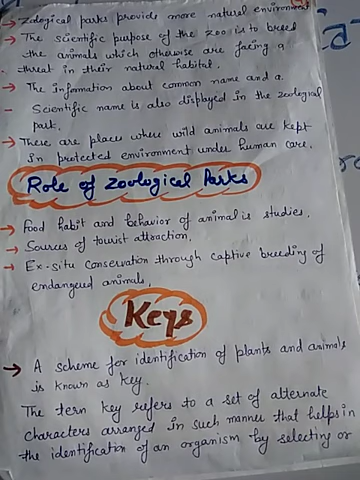 → Zological parks provide more natural environment
→ The scientific purpose of the zoo is to breed
the animals which otherwise are facing a
threat in their natural habitat.
→ The information about common name and a
Scientific name is also displayed in the zoological
park.
→ These are places where wild animals are kept
in protected environment under human care.
Role of Zoological Parks
→ Food habit and behavior of animal is studies.
→ Sources of tourist attraction.
→ Ex-situ Conservation through captive breeding of
endangered animals.
Keys
→ A scheme for identification of plants and animals
is known as key.
The term key refers to a set of alternate
characters arranged in such manner that helps in
the identification of an organism by selecting or